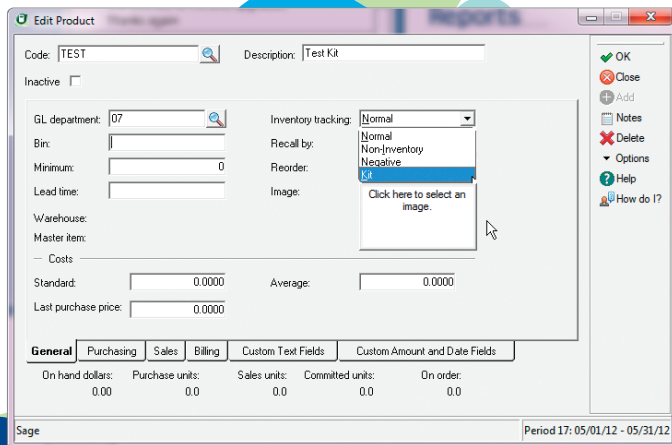 Edit Product
Thanks again
Reports
Code: TEST Description: Test Kit
Inactive
GL department: 07 Inventory tracking: Normal
Bin: Recall by: Normal
Non-Inventory
Minimum: 0 Reorder: Negative
Kit
Lead time: Image: Click here to select an
image.
Warehouse:
Master item:
Costs
Standard: 0.0000 Average: 0.0000
Last purchase price: 0.0000
General Purchasing Sales Billing Custom Text Fields Custom Amount and Date Fields
On hand dollars: Purchase units: Sales units: Committed units: On order:
0.00 0.0 0.0 0.0 0.0
OK
Close
Add
Notes
Delete
Options
Help
How do I?
Sage Period 17: 05/01/12 - 05/31/12